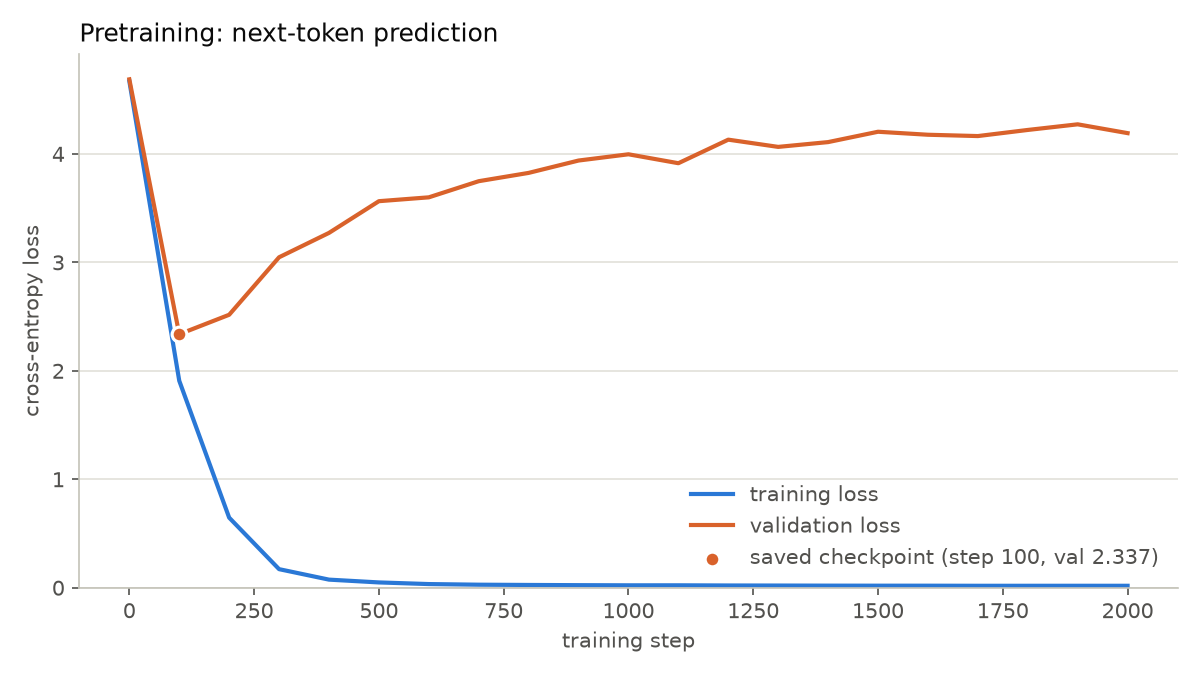 Pretraining: next-token prediction
cross-entropy loss
4
3
2
1
0
0 250 500 750 1000 1250 1500 1750 2000
training step
training loss
validation loss
saved checkpoint (step 100, val 2.337)